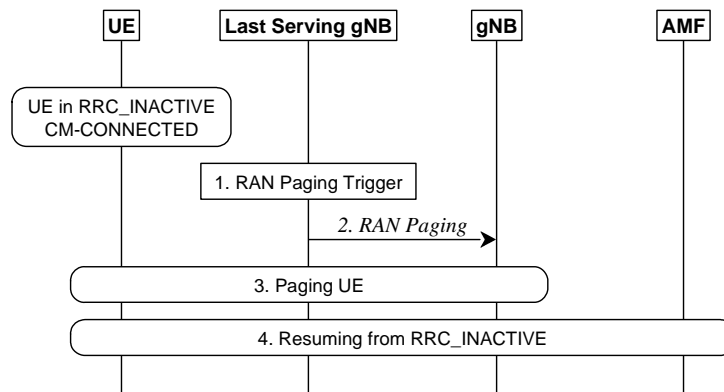 UE
Last Serving gNB
gNB
AMF
UE in RRC_INACTIVE
CM-CONNECTED
1. RAN Paging Trigger
2. RAN Paging
3. Paging UE
4. Resuming from RRC_INACTIVE